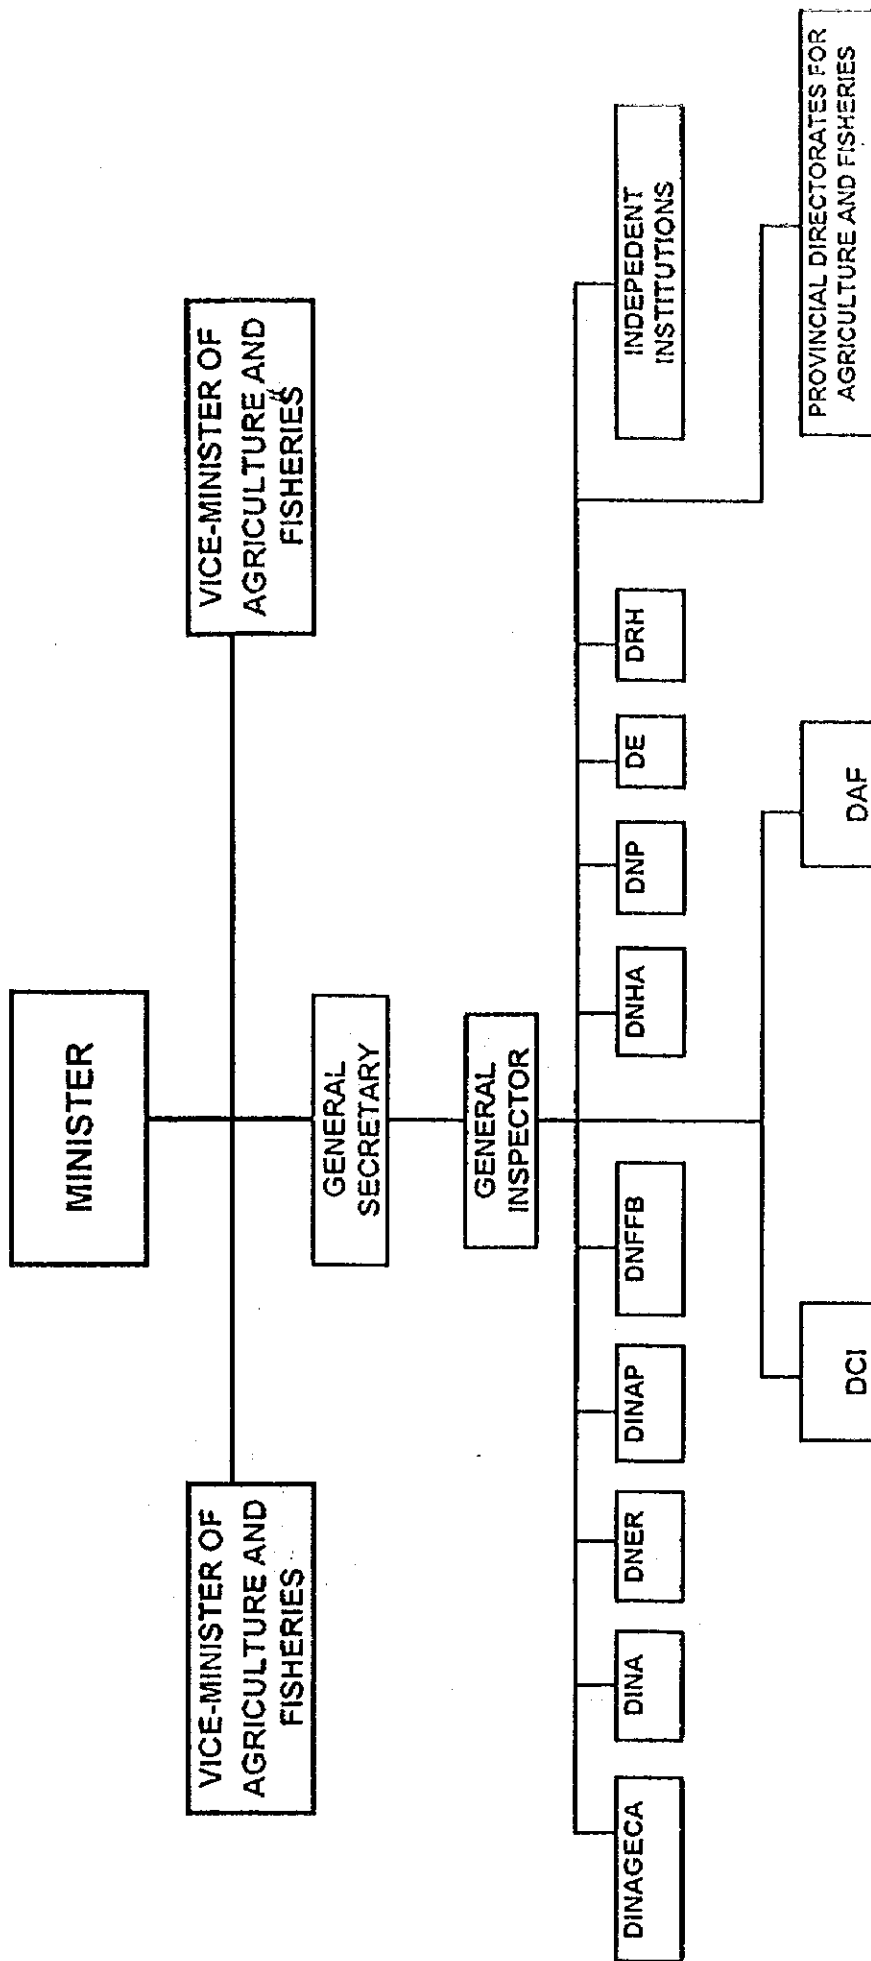 MINISTER
VICE-MINISTER OF
AGRICULTURE AND
FISHERIES
VICE-MINISTER OF
AGRICULTURE AND
FISHERIES
GENERAL
SECRETARY
GENERAL
INSPECTOR
DINAGECA
DINA
DNER
DINAP
DNFFB
DNHA
DNP
DE
DRH
INDEPEDENT
INSTITUTIONS
DCI
DAF
PROVINCIAL DIRECTORATES FOR
AGRICULTURE AND FISHERIES